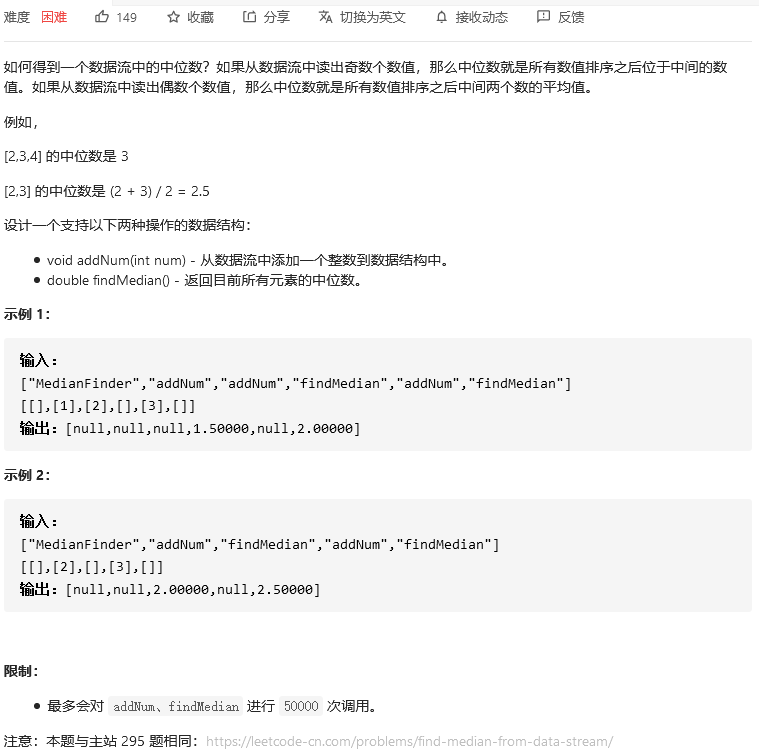 难度 困难 149 收藏 分享 切换为英文 接收动态 反馈
如何得到一个数据流中的中位数？如果从数据流中读出奇数个数值，那么中位数就是所有数值排序之后位于中间的数
值。如果从数据流中读出偶数个数值，那么中位数就是所有数值排序之后中间两个数的平均值。
例如，
[2,3,4] 的中位数是 3
[2,3] 的中位数是 (2 + 3) / 2 = 2.5
设计一个支持以下两种操作的数据结构：
• void addNum(int num) - 从数据流中添加一个整数到数据结构中。
• double findMedian() - 返回目前所有元素的中位数。
示例 1：
输入：
["MedianFinder","addNum","addNum","findMedian","addNum","findMedian"]
[[],[1],[2],[],[3],[]]
输出：[null,null,null,1.50000,null,2.00000]
示例 2：
输入：
["MedianFinder","addNum","findMedian","addNum","findMedian"]
[[],[2],[],[3],[]]
输出：[null,null,2.00000,null,2.50000]
限制：
• 最多会对 addNum、findMedian 进行 50000 次调用。
注意：本题与主站 295 题相同：https://leetcode-cn.com/problems/find-median-from-data-stream/